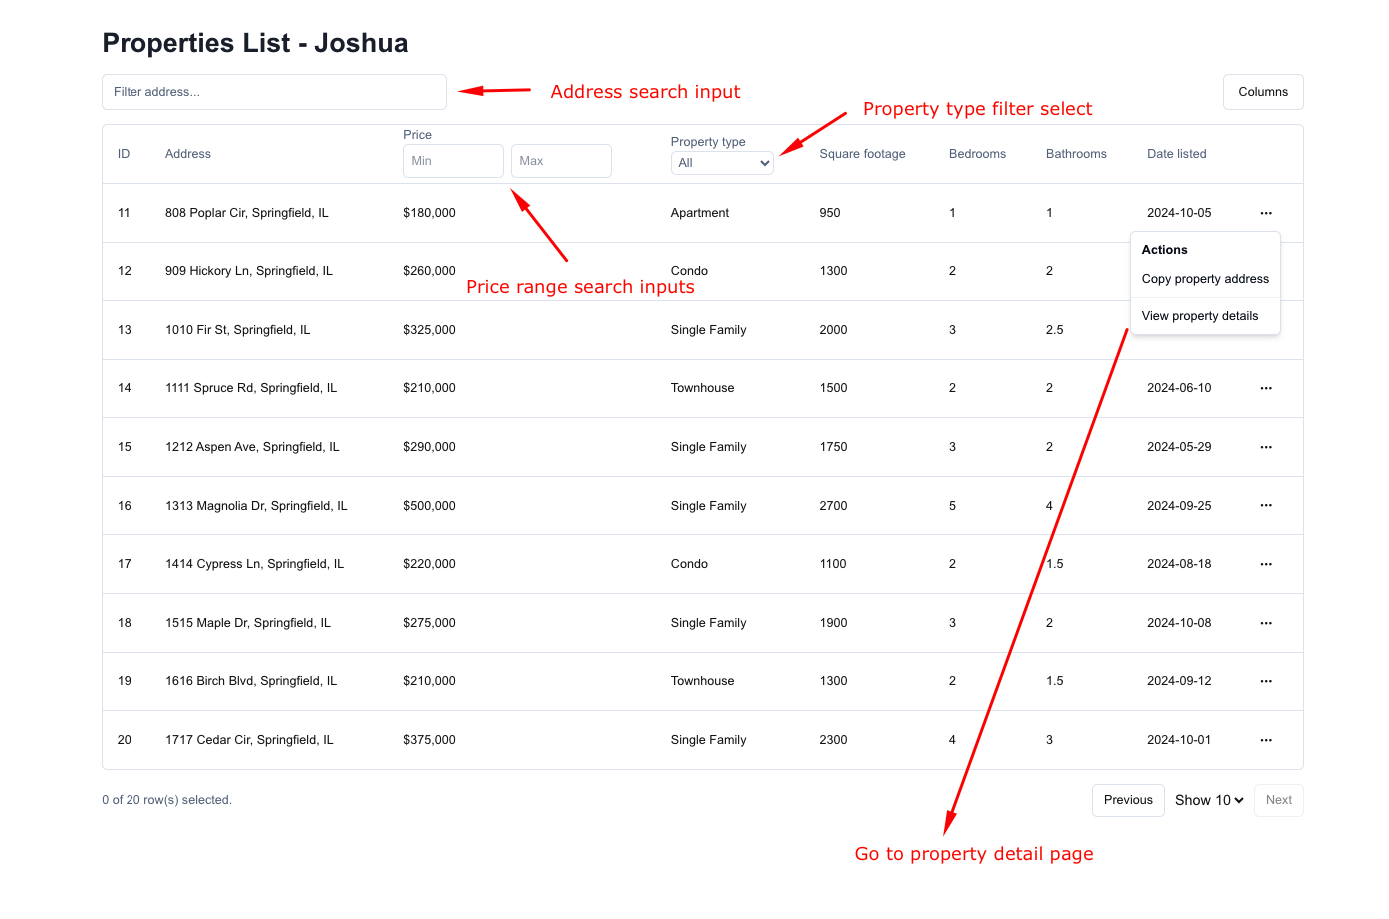 Properties List - Joshua
Filter address...
Address search input
Columns
Property type filter select
ID Address Price Min Max Property type All Square footage Bedrooms Bathrooms Date listed
11 808 Poplar Cir, Springfield, IL $180,000 Apartment 950 1 1 2024-10-05 ...
Actions
Copy property address
View property details
12 909 Hickory Ln, Springfield, IL $260,000 Condo 1300 2 2
Price range search inputs
13 1010 Fir St, Springfield, IL $325,000 Single Family 2000 3 2.5
14 1111 Spruce Rd, Springfield, IL $210,000 Townhouse 1500 2 2 2024-06-10 ...
15 1212 Aspen Ave, Springfield, IL $290,000 Single Family 1750 3 2 2024-05-29 ...
16 1313 Magnolia Dr, Springfield, IL $500,000 Single Family 2700 5 4 2024-09-25 ...
17 1414 Cypress Ln, Springfield, IL $220,000 Condo 1100 2 1.5 2024-08-18 ...
18 1515 Maple Dr, Springfield, IL $275,000 Single Family 1900 3 2 2024-10-08 ...
19 1616 Birch Blvd, Springfield, IL $210,000 Townhouse 1300 2 1.5 2024-09-12 ...
20 1717 Cedar Cir, Springfield, IL $375,000 Single Family 2300 4 3 2024-10-01 ...
0 of 20 row(s) selected.
Previous Show 10 Next
Go to property detail page